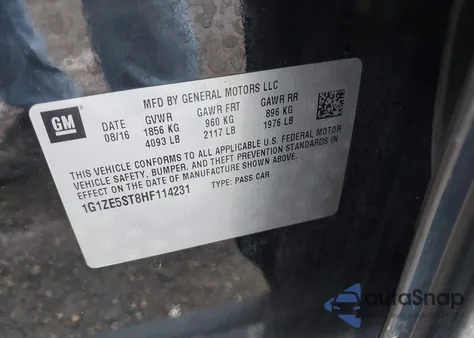 GM
MFD BY GENERAL MOTORS LLC
DATE GVWR GAWR FRT GAWR RR
08/16 1856 KG 960 KG 896 KG
4093 LB 2117 LB 1976 LB
THIS VEHICLE CONFORMS TO ALL APPLICABLE U.S. FEDERAL MOTOR
VEHICLE SAFETY, BUMPER, AND THEFT PREVENTION STANDARDS IN
EFFECT ON THE DATE OF MANUFACTURE SHOWN ABOVE.
1G1ZE5ST8HF114231 TYPE: PASS CAR
autoSnap